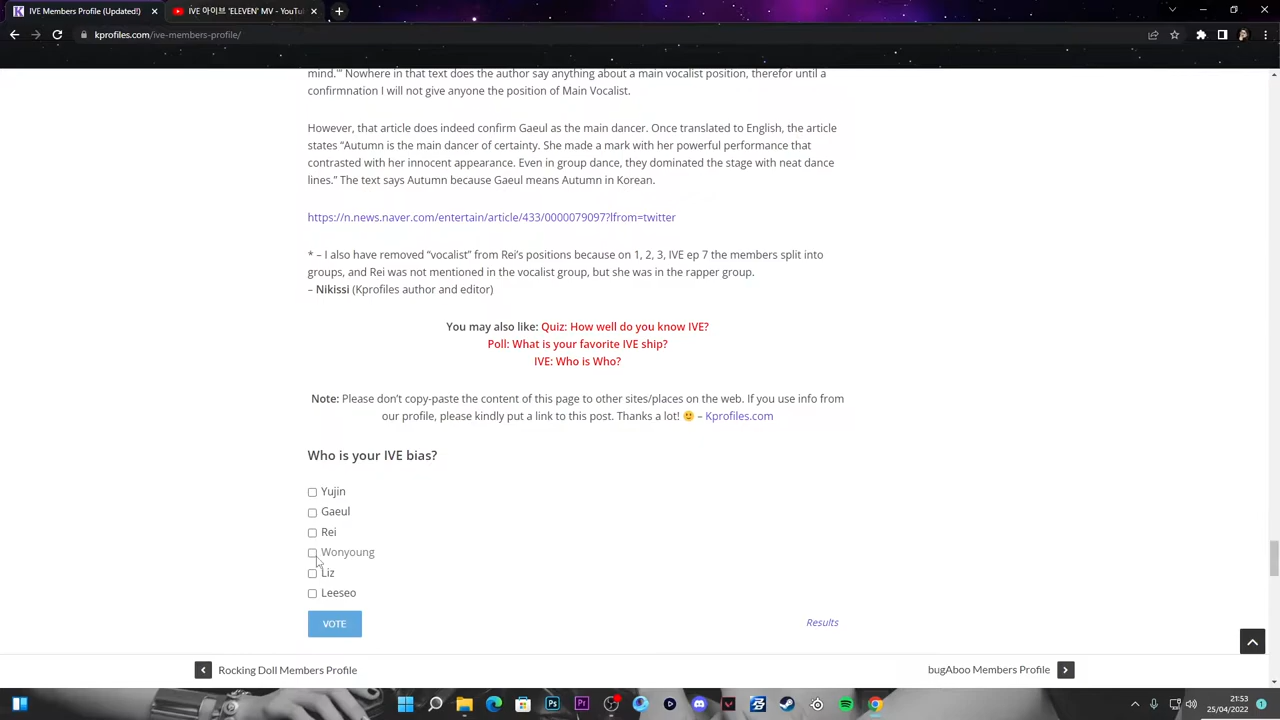 IVE Members Profile (Updated!)
IVE 아이브 'ELEVEN' MV - YouTu
kprofiles.com/ive-members-profile/
mind.'" Nowhere in that text does the author say anything about a main vocalist position, therefor until a
confirmnation I will not give anyone the position of Main Vocalist.
However, that article does indeed confirm Gaeul as the main dancer. Once translated to English, the article
states “Autumn is the main dancer of certainty. She made a mark with her powerful performance that
contrasted with her innocent appearance. Even in group dance, they dominated the stage with neat dance
lines.” The text says Autumn because Gaeul means Autumn in Korean.
https://n.news.naver.com/entertain/article/433/0000079097?lfrom=twitter
* – I also have removed “vocalist” from Rei’s positions because on 1, 2, 3, IVE ep 7 the members split into
groups, and Rei was not mentioned in the vocalist group, but she was in the rapper group.
– Nikissi (Kprofiles author and editor)
You may also like: Quiz: How well do you know IVE?
Poll: What is your favorite IVE ship?
IVE: Who is Who?
Note: Please don’t copy-paste the content of this page to other sites/places on the web. If you use info from
our profile, please kindly put a link to this post. Thanks a lot! 🙂 – Kprofiles.com
Who is your IVE bias?
Yujin
Gaeul
Rei
Wonyoung
Liz
Leeseo
VOTE
Results
Rocking Doll Members Profile
bugAboo Members Profile
21:53
25/04/2022